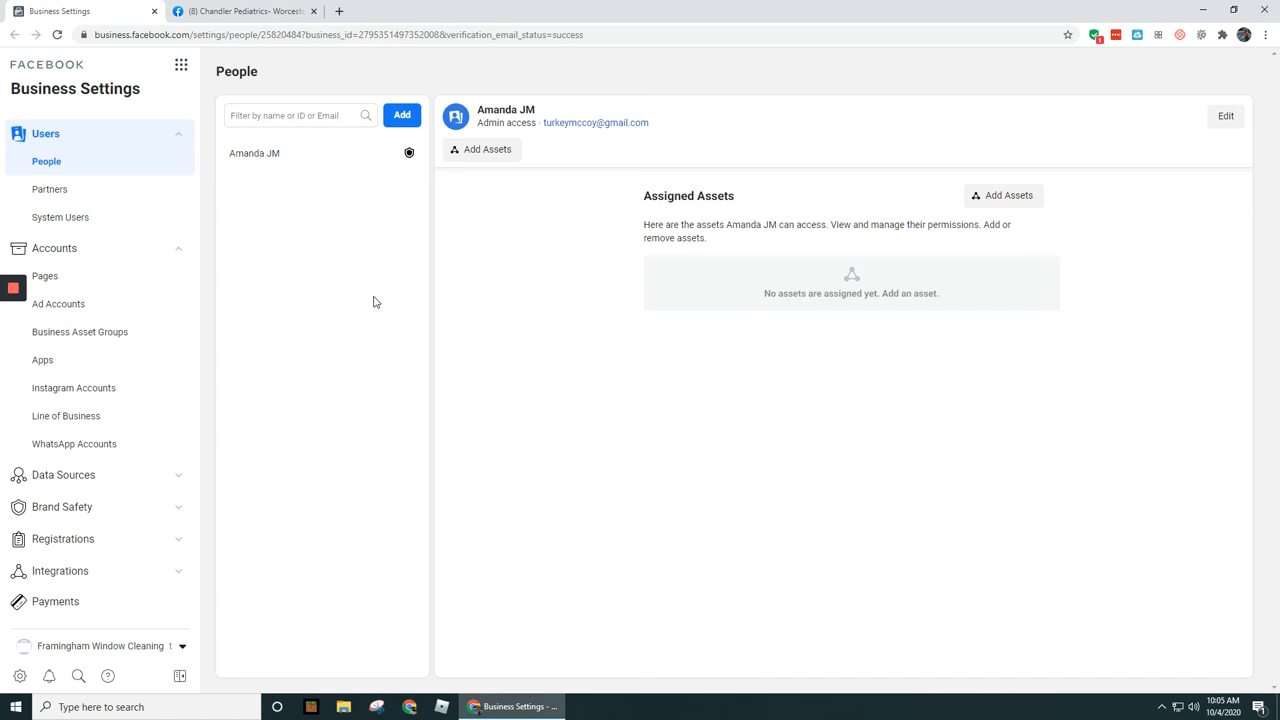 Business Settings
(8) Chandler Pediatrics- Worceste
business.facebook.com/settings/people/25820484?business_id=2795351497352008&verification_email_status=success
1
FACEBOOK
Business Settings
Users
People
Partners
System Users
Accounts
Pages
Ad Accounts
Business Asset Groups
Apps
Instagram Accounts
Line of Business
WhatsApp Accounts
Data Sources
Brand Safety
Registrations
Integrations
Payments
Framingham Window Cleaning t
People
Filter by name or ID or Email
Add
Amanda JM
Amanda JM
Admin access · turkeymccoy@gmail.com
Edit
Add Assets
Assigned Assets
Add Assets
Here are the assets Amanda JM can access. View and manage their permissions. Add or
remove assets.
No assets are assigned yet. Add an asset.
Type here to search
Business Settings - ...
10:05 AM
10/4/2020
1